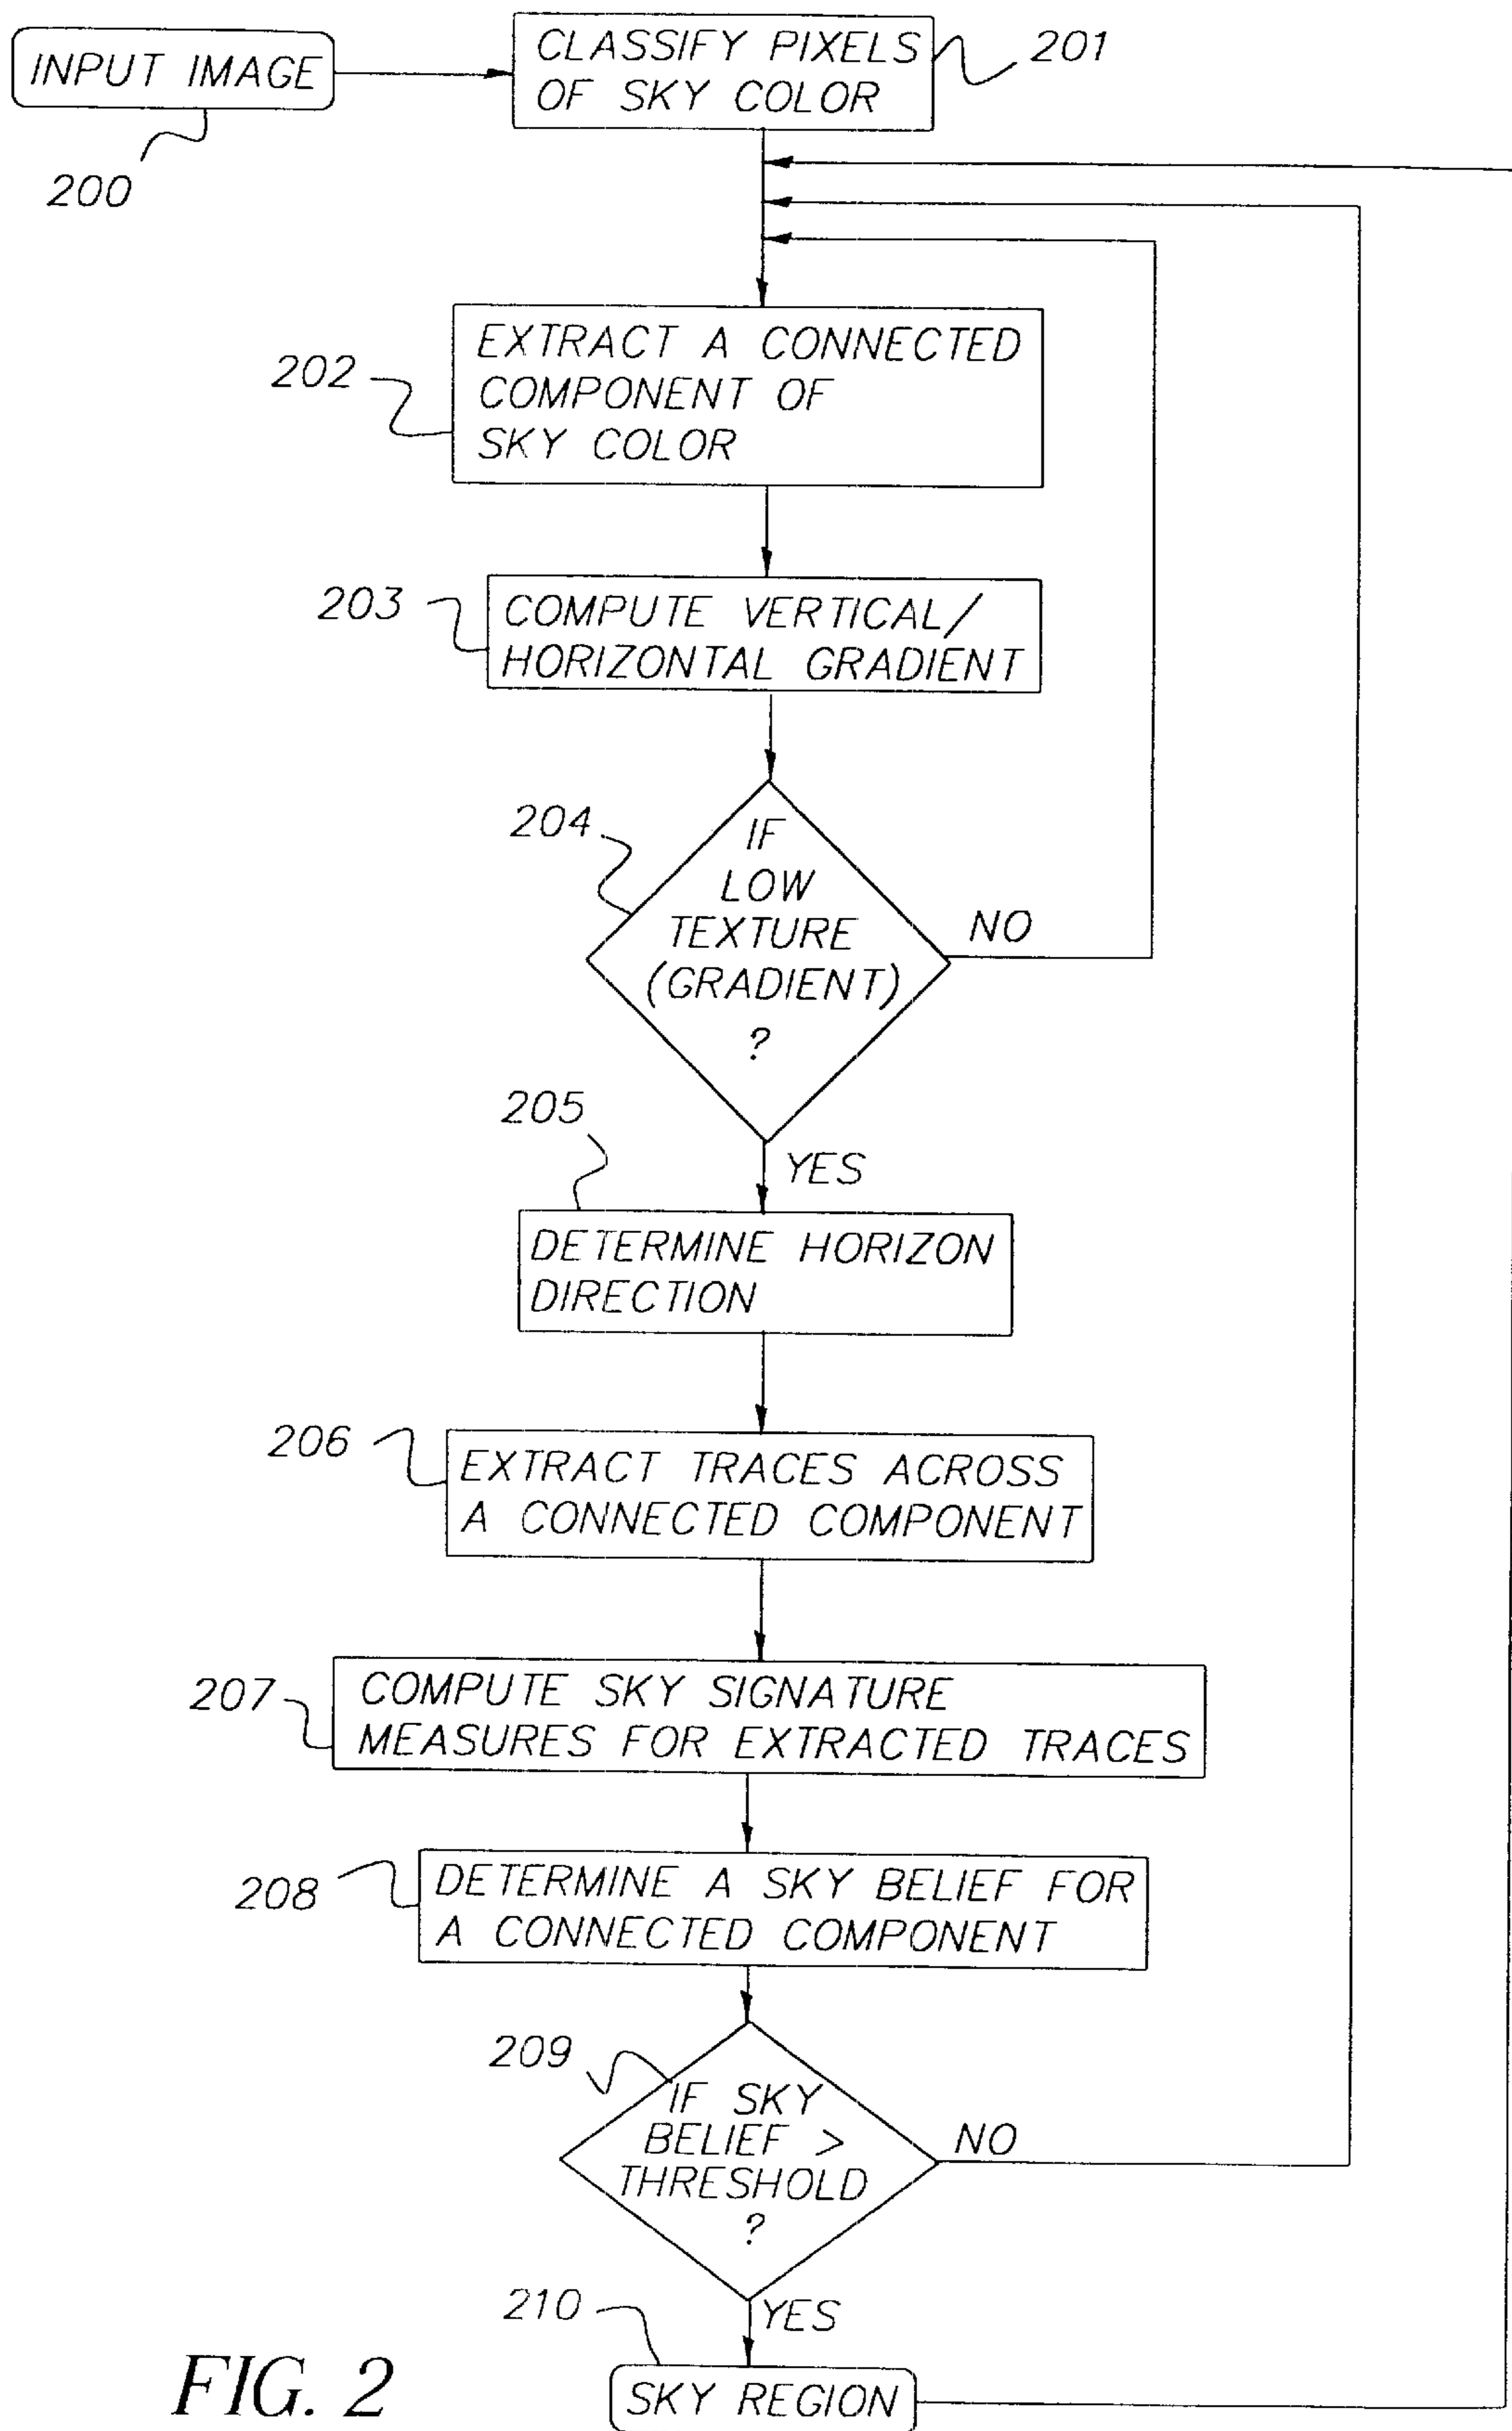 INPUT IMAGE
200
CLASSIFY PIXELS
OF SKY COLOR
201
202
EXTRACT A CONNECTED
COMPONENT OF
SKY COLOR
203
COMPUTE VERTICAL/
HORIZONTAL GRADIENT
204
IF
LOW
TEXTURE
(GRADIENT)
?
NO
YES
205
DETERMINE HORIZON
DIRECTION
206
EXTRACT TRACES ACROSS
A CONNECTED COMPONENT
207
COMPUTE SKY SIGNATURE
MEASURES FOR EXTRACTED TRACES
208
DETERMINE A SKY BELIEF FOR
A CONNECTED COMPONENT
209
IF SKY
BELIEF >
THRESHOLD
?
NO
YES
210
SKY REGION
FIG. 2